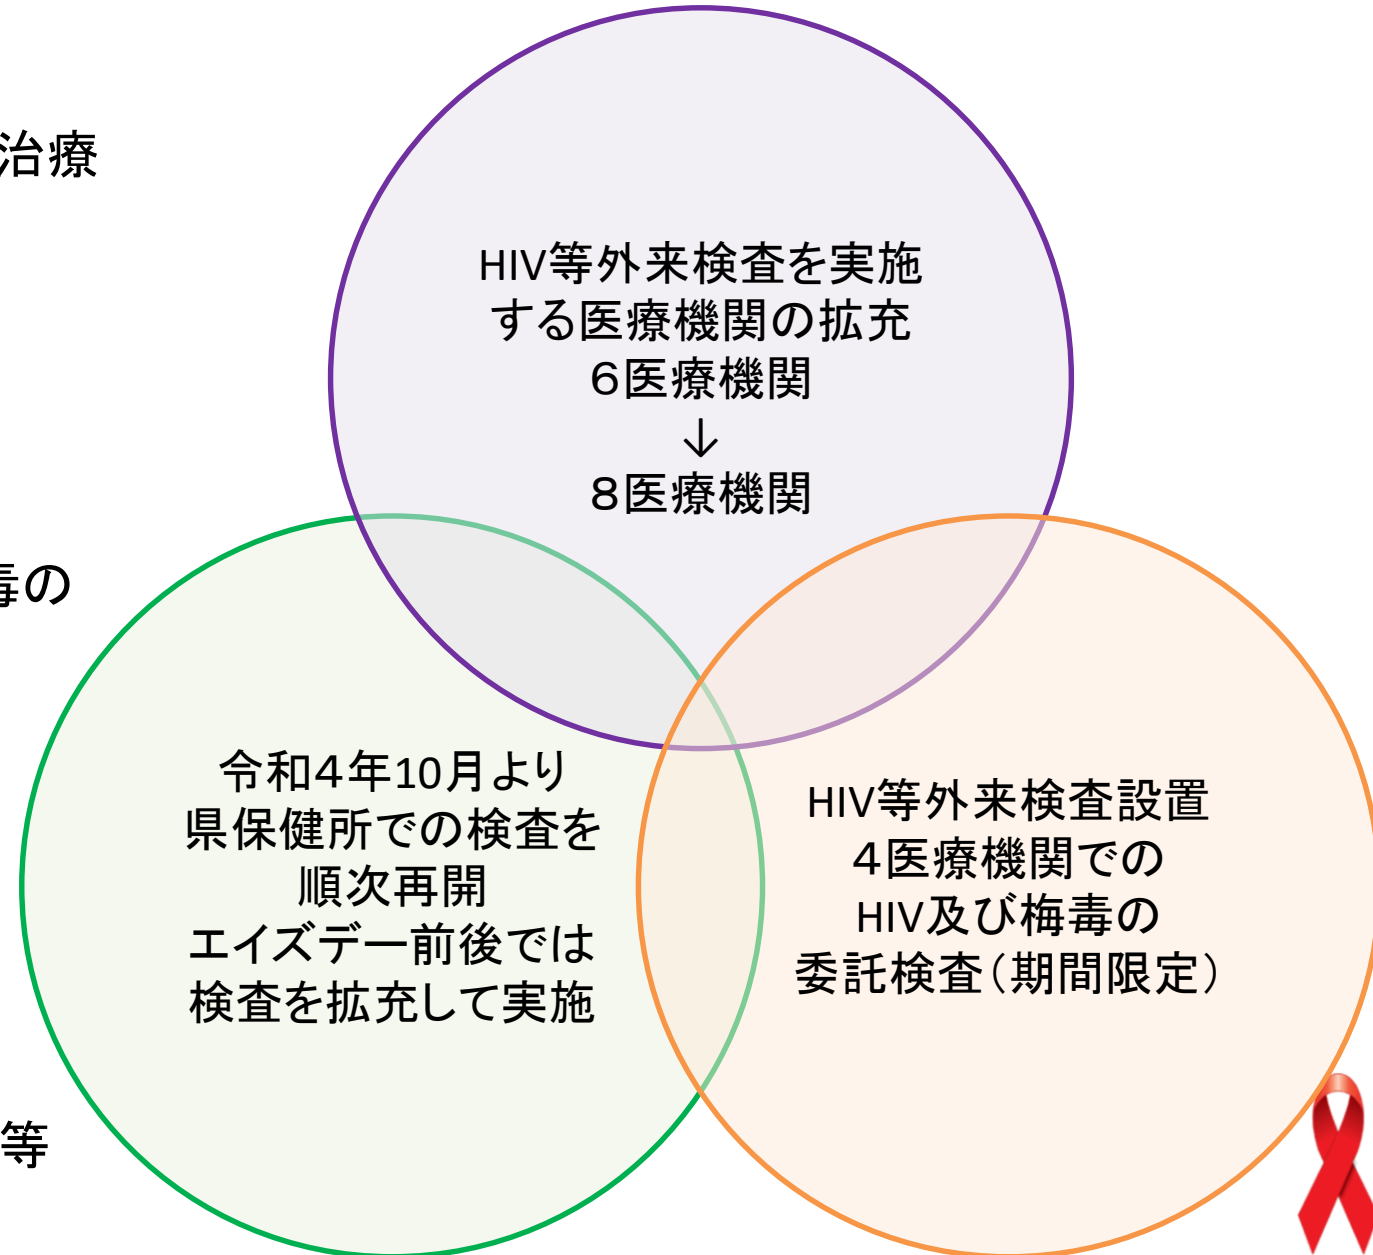 治療
HIV等外来検査を実施
する医療機関の拡充
6医療機関
↓
8医療機関
毒の
令和4年10月より
県保健所での検査を
順次再開
エイズデー前後では
検査を拡充して実施
HIV等外来検査設置
4医療機関での
HIV及び梅毒の
委託検査（期間限定）
等